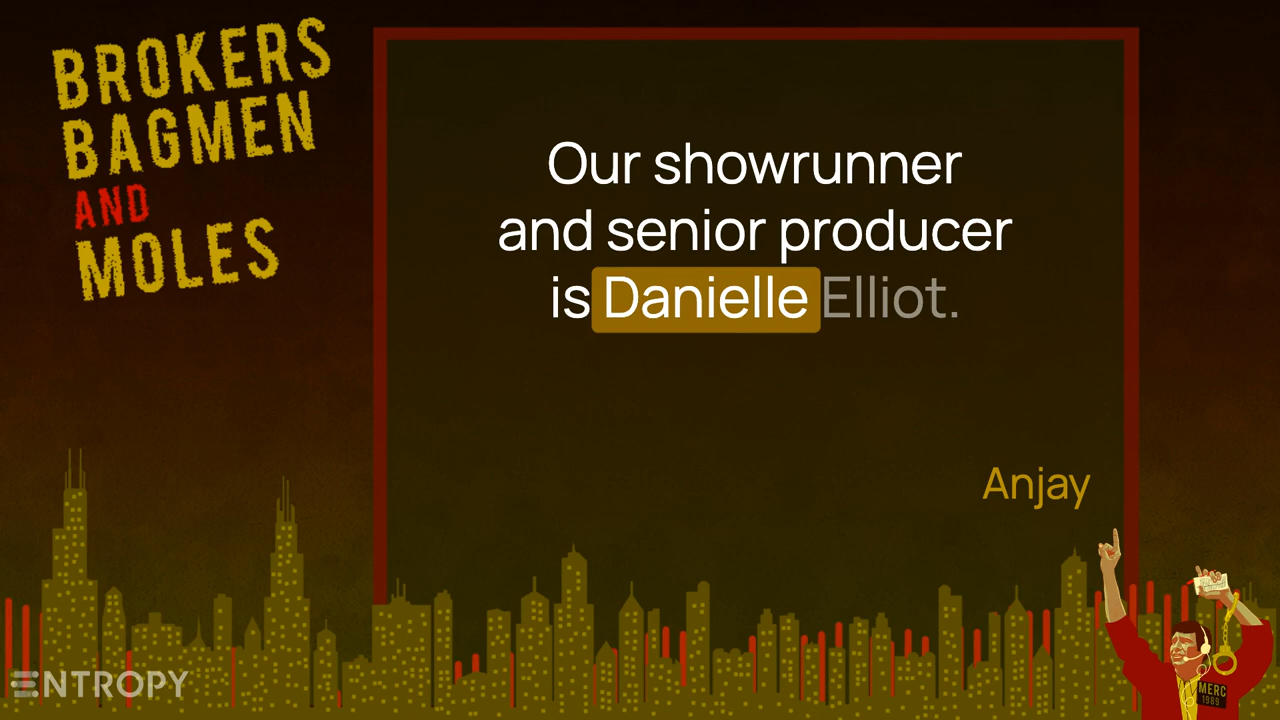 BROKERS
BAGMEN
AND
MOLES
Our showrunner
and senior producer
is Danielle Elliot.
Anjay
ENTROPY
MERC
1989